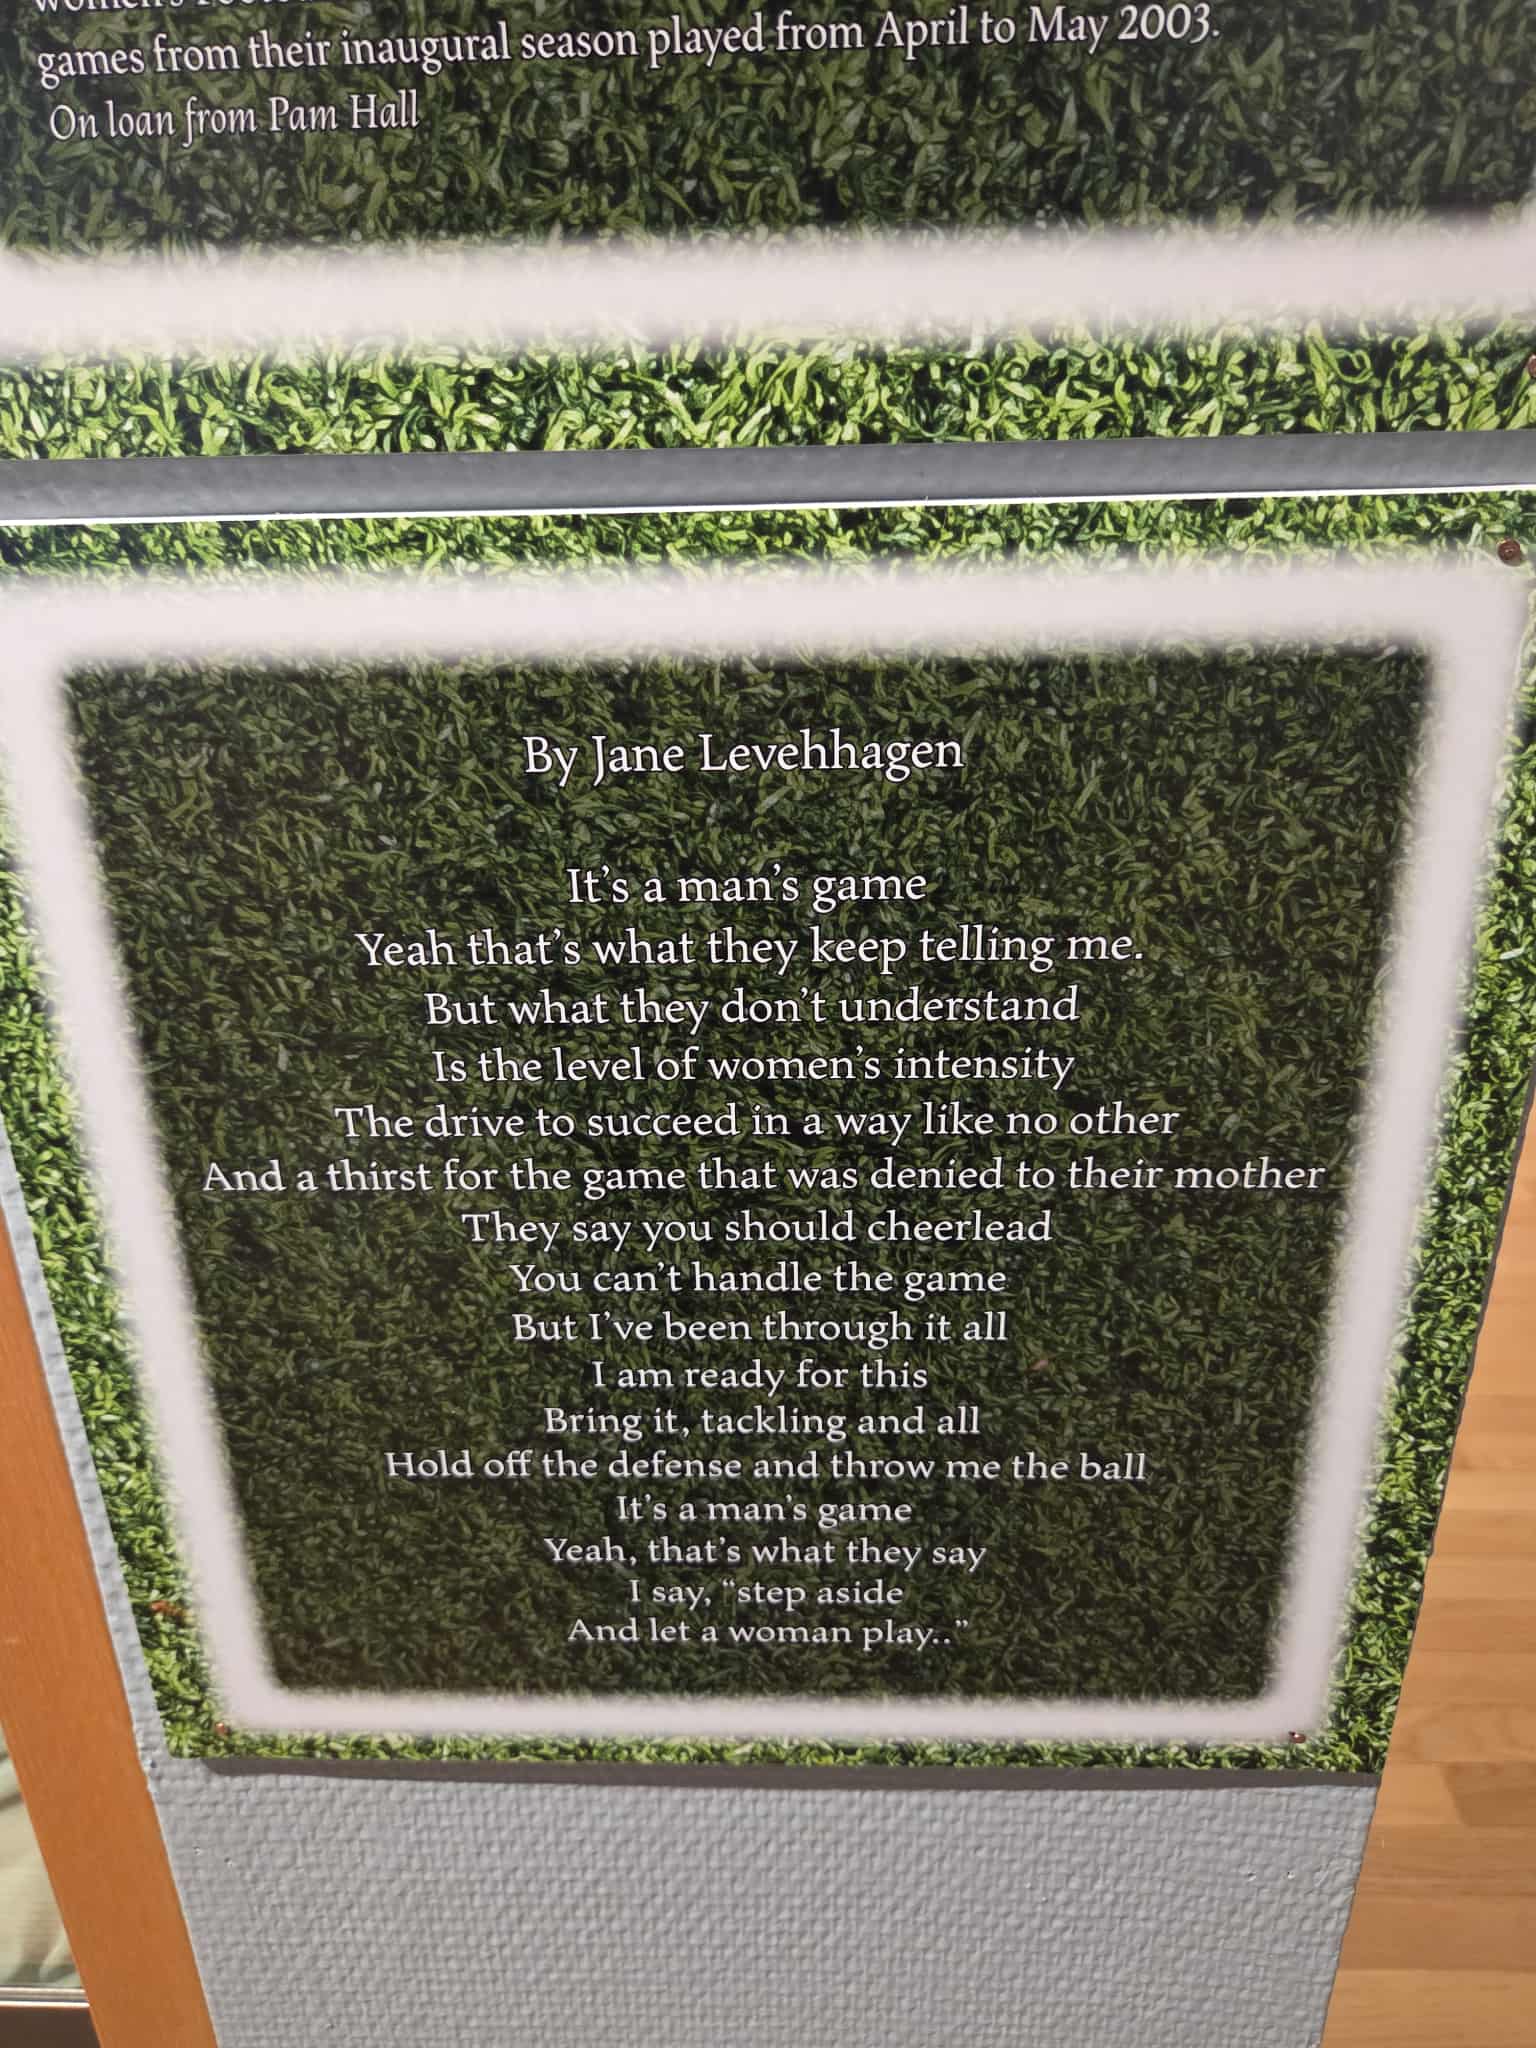 women's
games from their inaugural season played from April to May 2003.
On loan from Pam Hall
By Jane Levehhagen
It's a man's game
Yeah that's what they keep telling me.
But what they don't understand
Is the level of women's intensity
The drive to succeed in a way like no other
And a thirst for the game that was denied to their mother
They say you should cheerlead
You can't handle the game
But I've been through it all
I am ready for this
Bring it, tackling and all
Hold off the defense and throw me the ball
It's a man's game
Yeah, that's what they say
I say, “step aside
And let a woman play..”